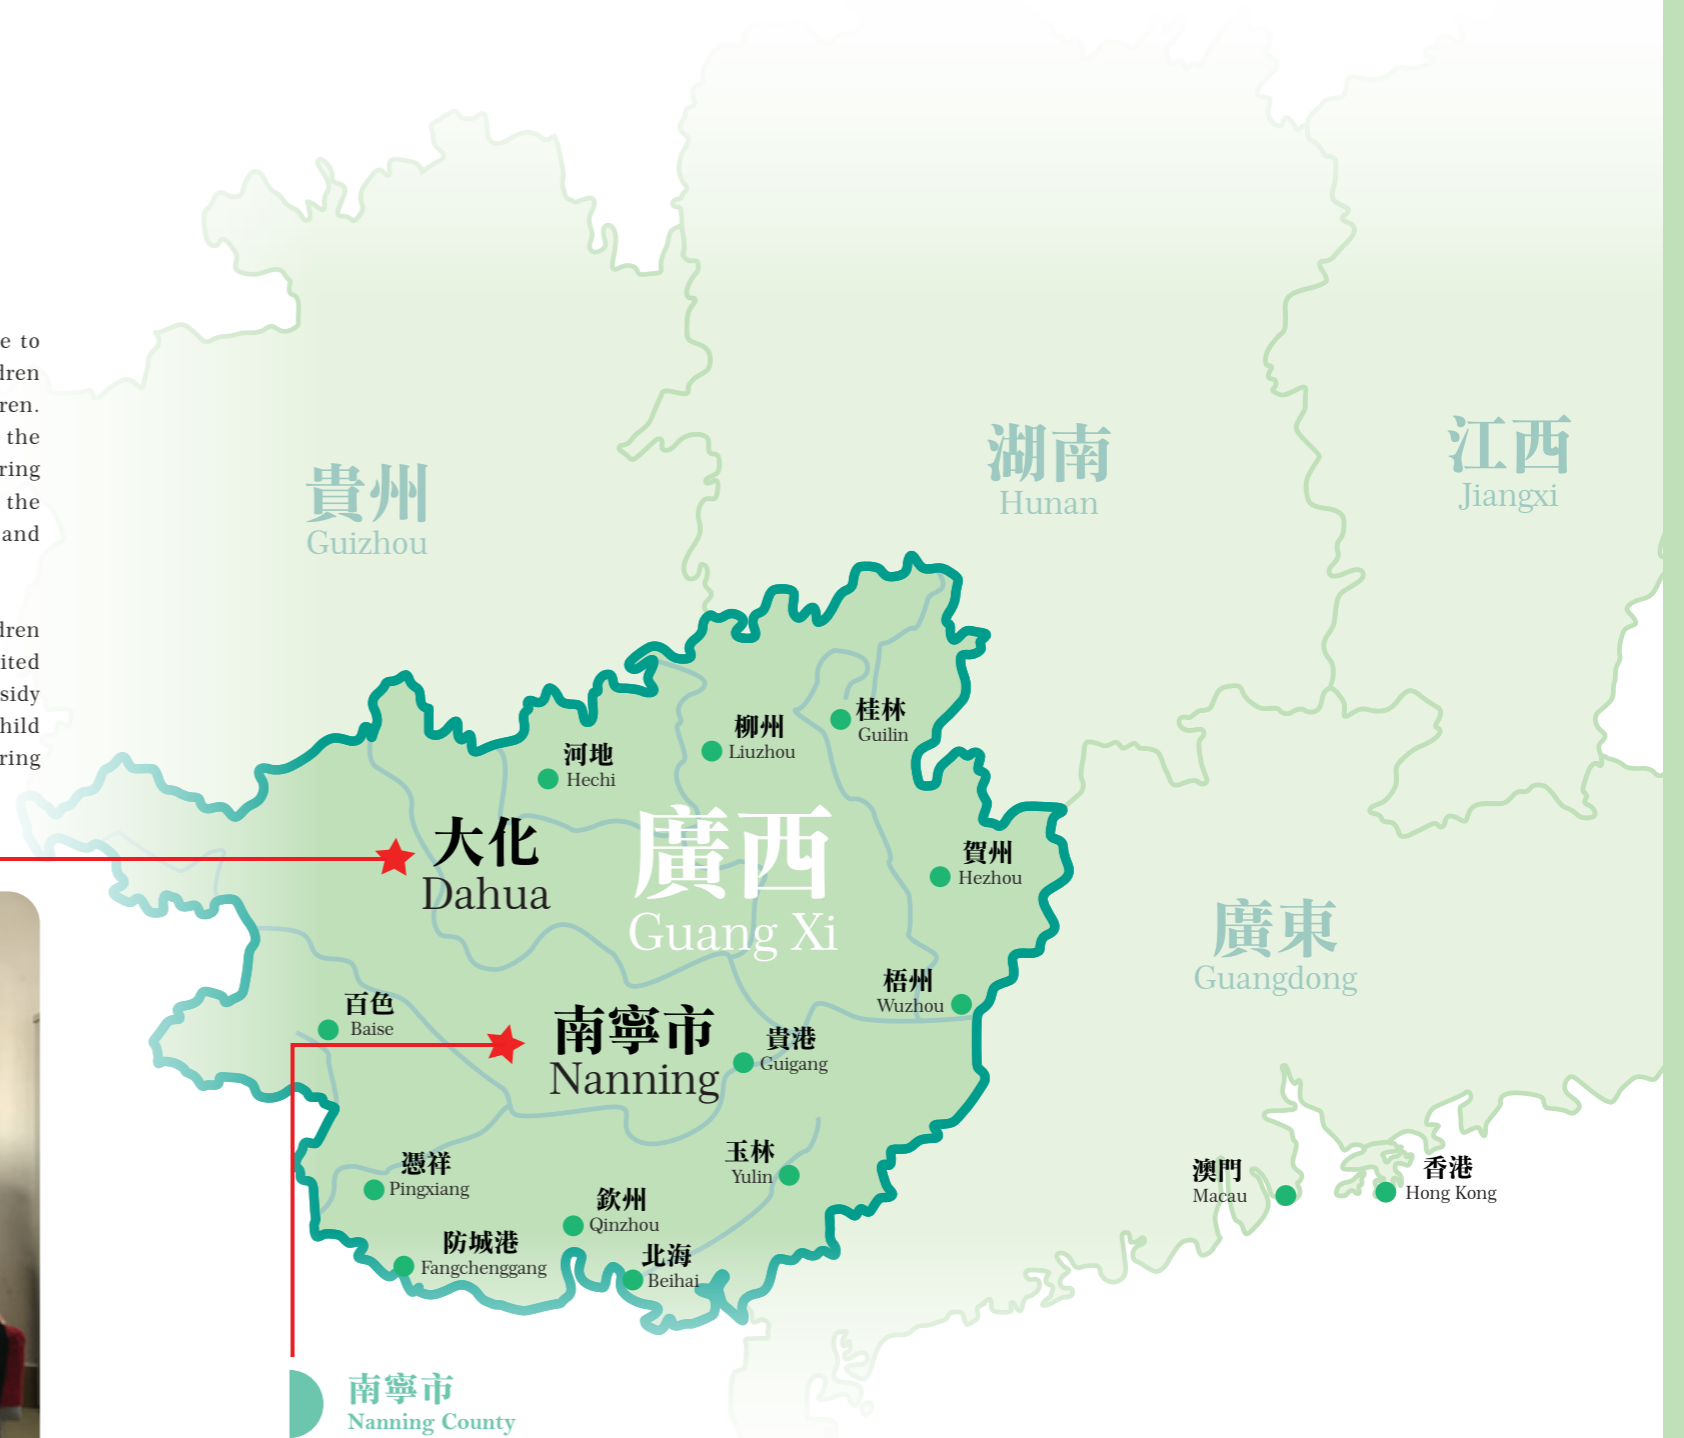 e to
dren
ren.
the
ring
the
and
dren
ited
sidy
hild
ring
湖南
Hunan
江西
Jiangxi
貴州
Guizhou
桂林
Guilin
柳州
Liuzhou
河地
Hechi
大化
Dahua
廣西
Guang Xi
賀州
Hezhou
廣東
Guangdong
梧州
Wuzhou
百色
Baise
南寧市
Nanning
貴港
Guigang
玉林
Yulin
憑祥
Pingxiang
欽州
Qinzhou
防城港
Fangchenggang
北海
Beihai
澳門
Macau
香港
Hong Kong
南寧市
Nanning County